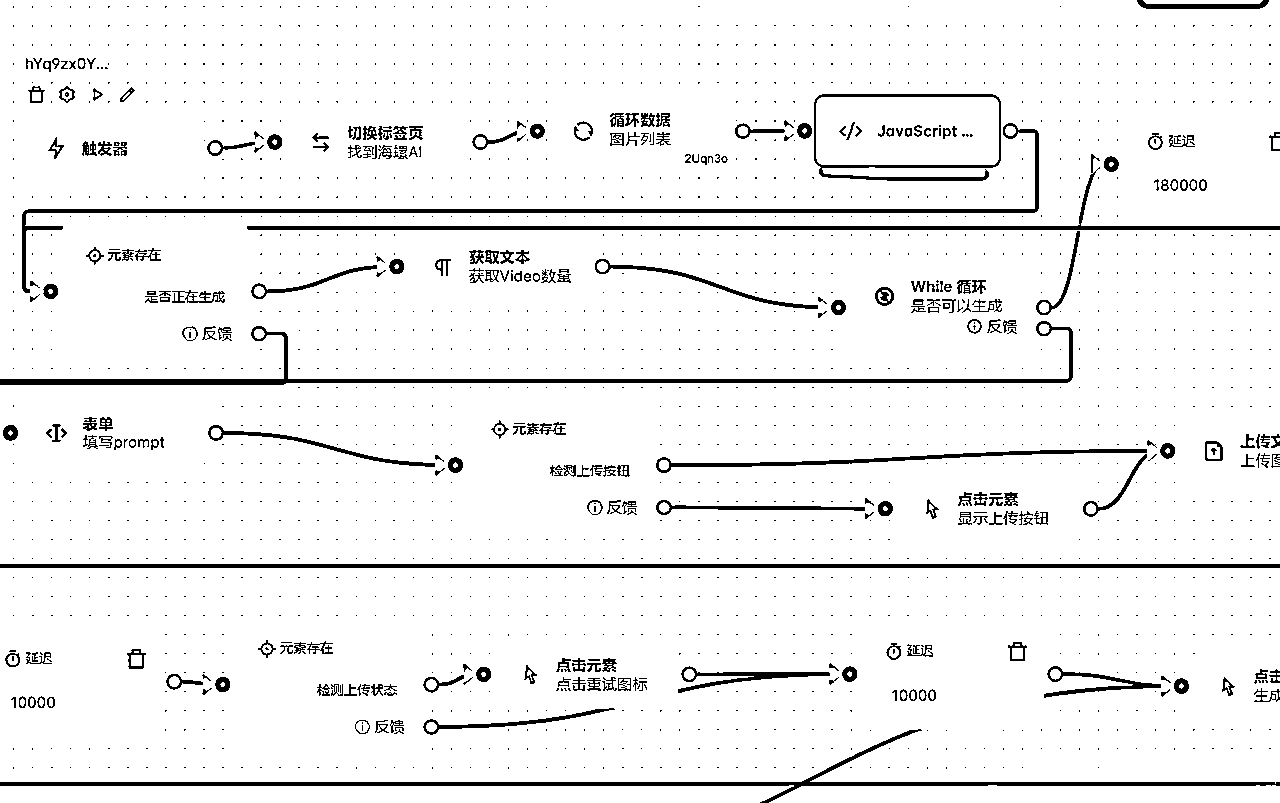 hYq9zx0Y...
触发器
切换标签页
找到海螺AI
循环数据
图片列表
2Uqn3o
JavaScript ...
延迟
180000
元素存在
是否正在生成
反馈
获取文本
获取Video数量
While 循环
是否可以生成
反馈
表单
填写prompt
元素存在
检测上传按钮
反馈
点击元素
显示上传按钮
上传文
上传图
延迟
10000
元素存在
检测上传状态
反馈
点击元素
点击重试图标
延迟
10000
点击
生成